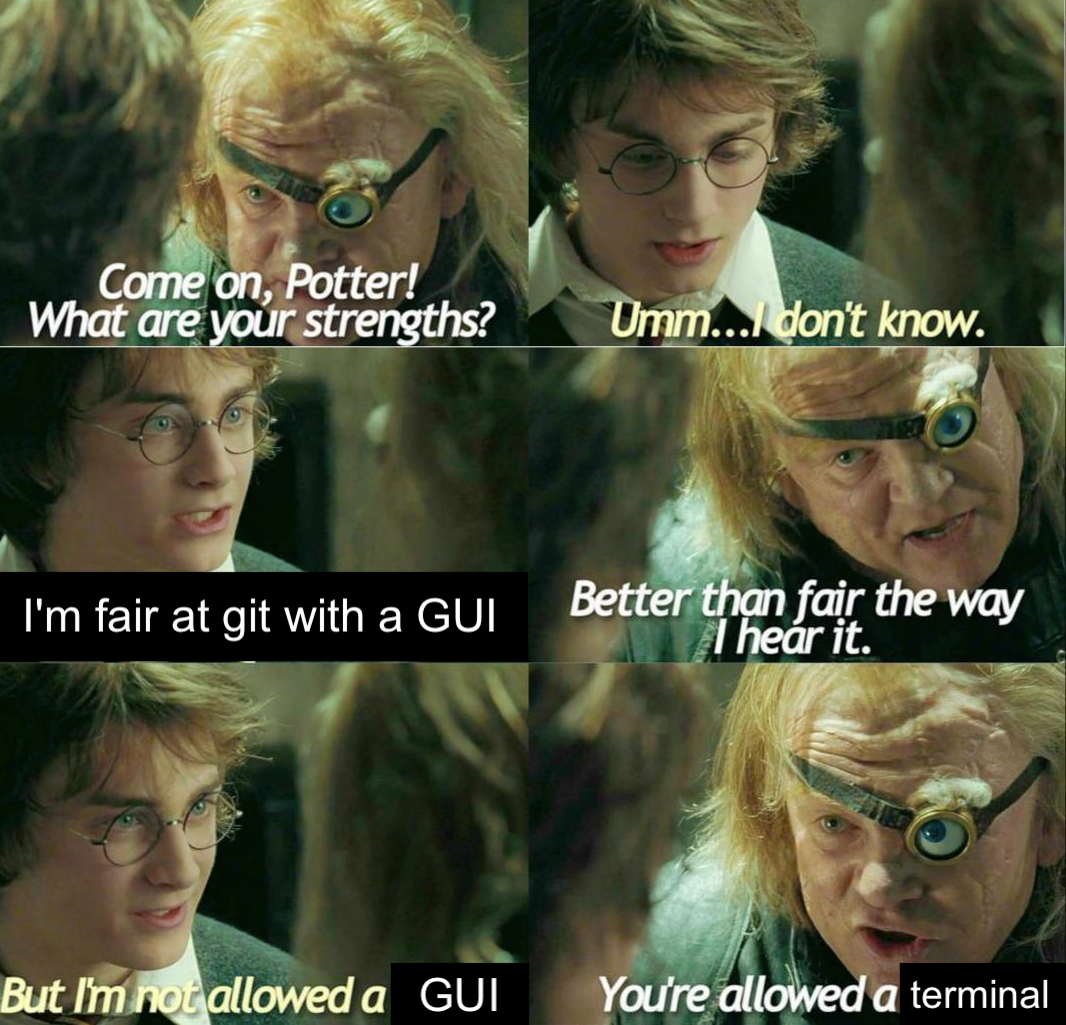 Come on, Potter!
What are your strengths?
Umm...I don't know.
I'm fair at git with a GUI
Better than fair the way
I hear it.
But I'm not allowed a GUI
You're allowed a terminal